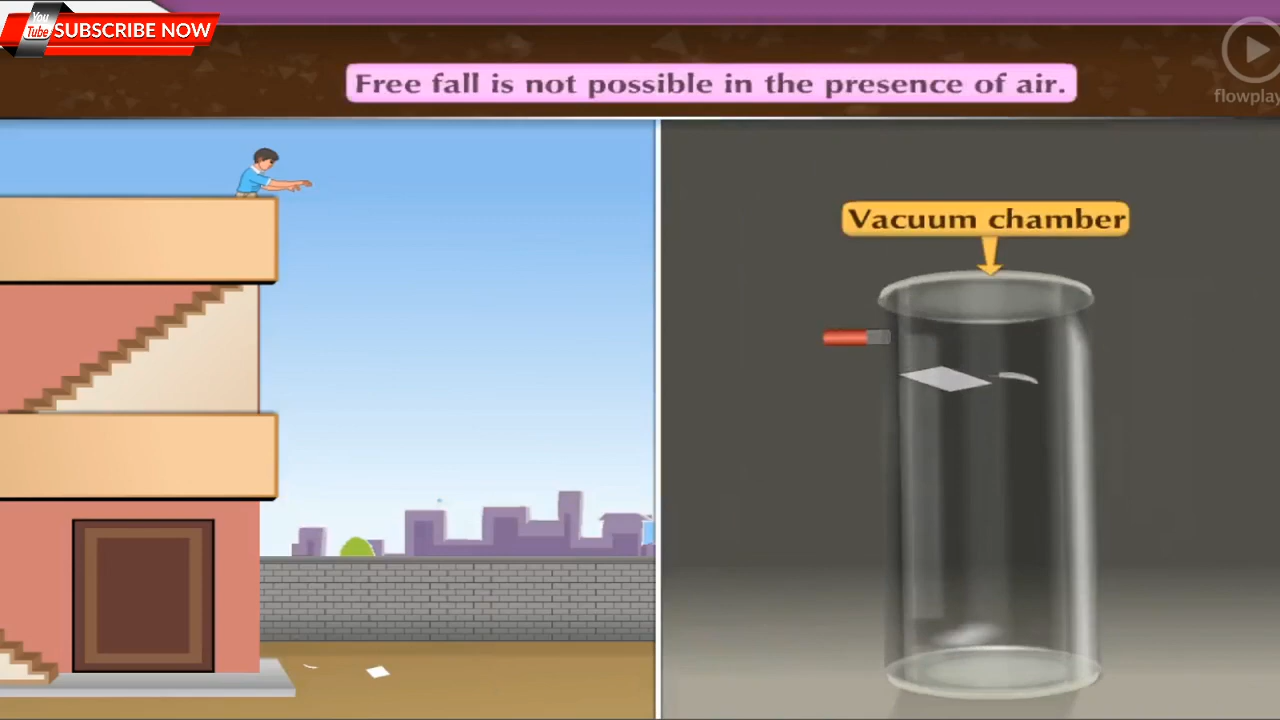 You
Tube
SUBSCRIBE NOW
Free fall is not possible in the presence of air.
flowplay
Vacuum chamber